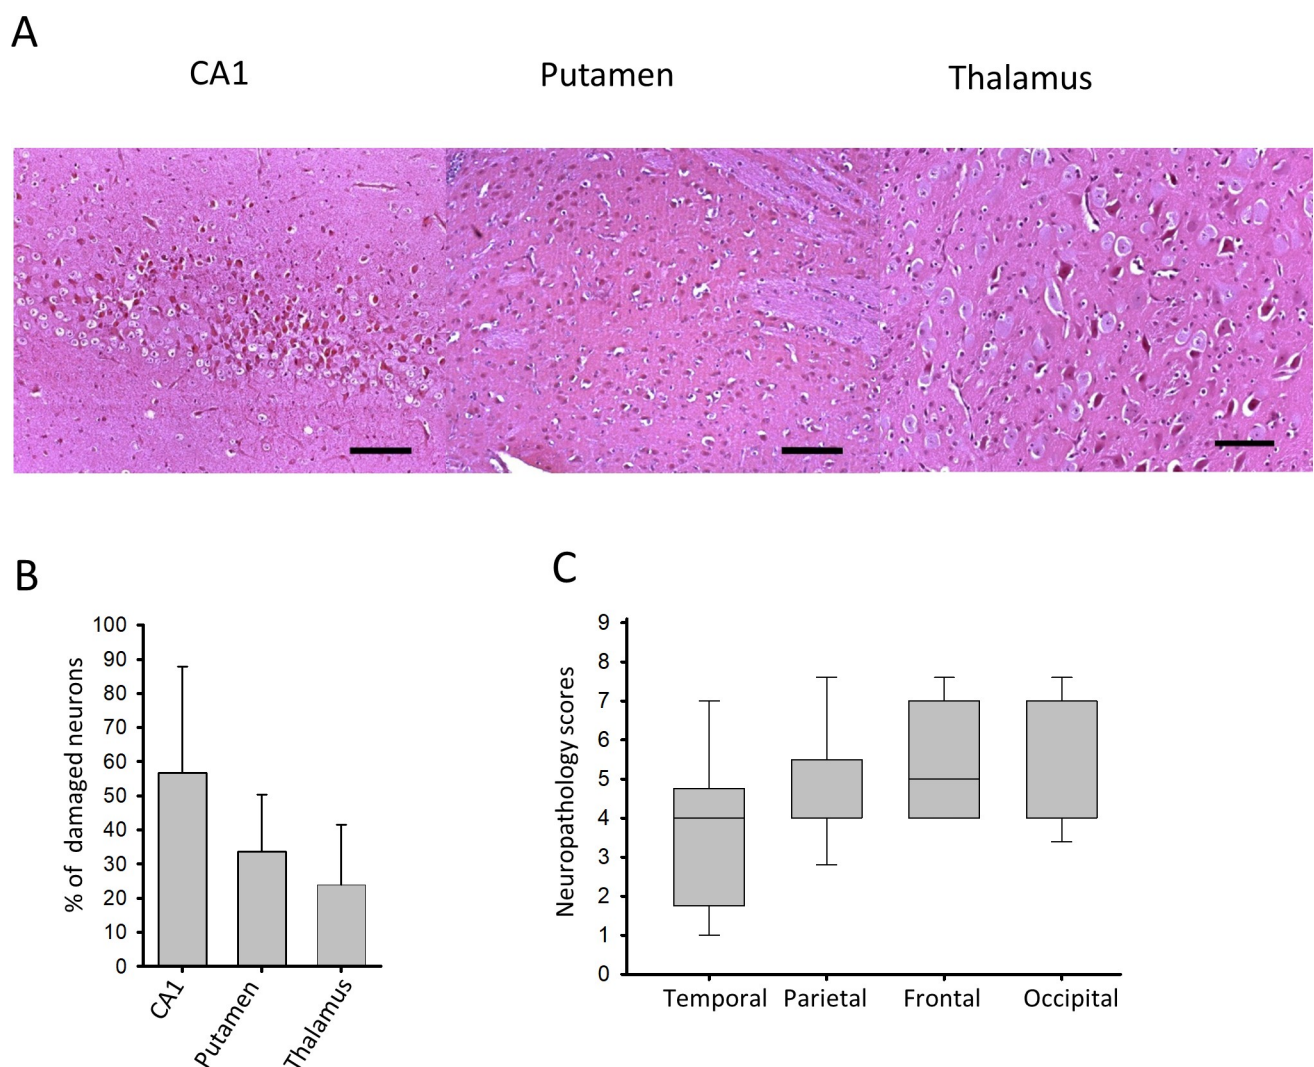 A
CA1 Putamen Thalamus
B
% of damaged neurons
100
90
80
70
60
50
40
30
20
10
0
CA1 Putamen Thalamus
C
Neuropathology scores
9
8
7
6
5
4
3
2
1
0
Temporal Parietal Frontal Occipital